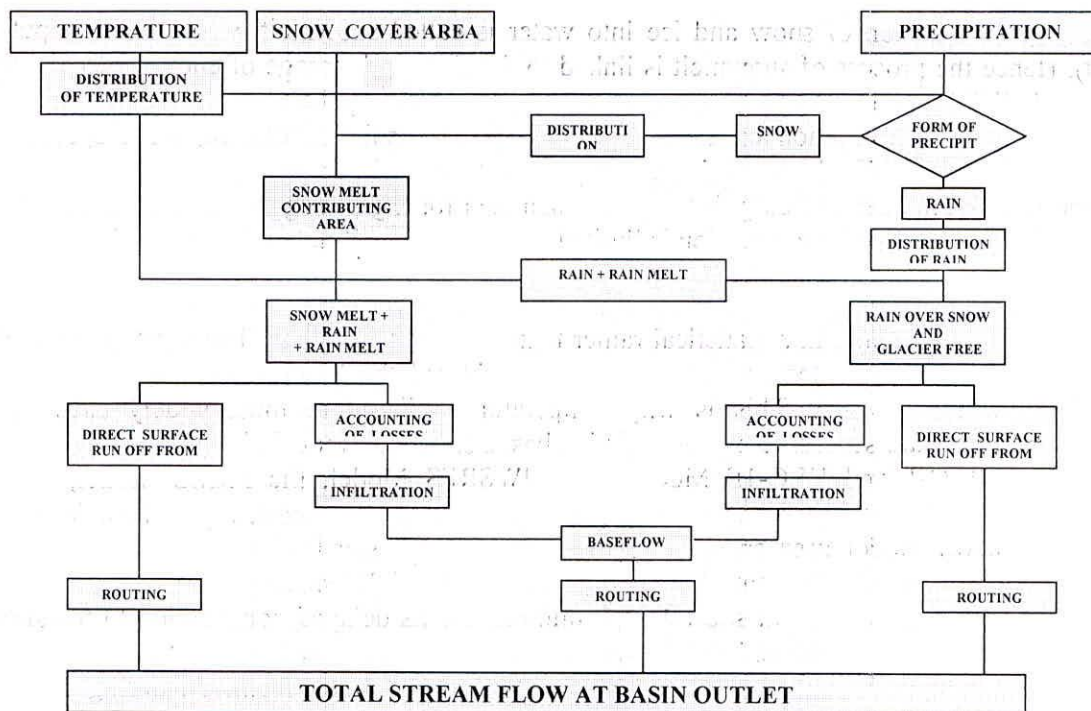 TEMPRATURE
SNOW COVER AREA
PRECIPITATION
DISTRIBUTION
OF TEMPERATURE
DISTRIBUTI
ON
SNOW
FORM OF
PRECIPIT
SNOW MELT
CONTRIBUTING
AREA
RAIN
DISTRIBUTION
OF RAIN
RAIN + RAIN MELT
SNOW MELT +
RAIN
+ RAIN MELT
RAIN OVER SNOW
AND
GLACIER FREE
DIRECT SURFACE
RUN OFF FROM
ACCOUNTING
OF LOSSES
ACCOUNTING
OF LOSSES
DIRECT SURFACE
RUN OFF FROM
INFILTRATION
INFILTRATION
BASEFLOW
ROUTING
ROUTING
ROUTING
TOTAL STREAM FLOW AT BASIN OUTLET